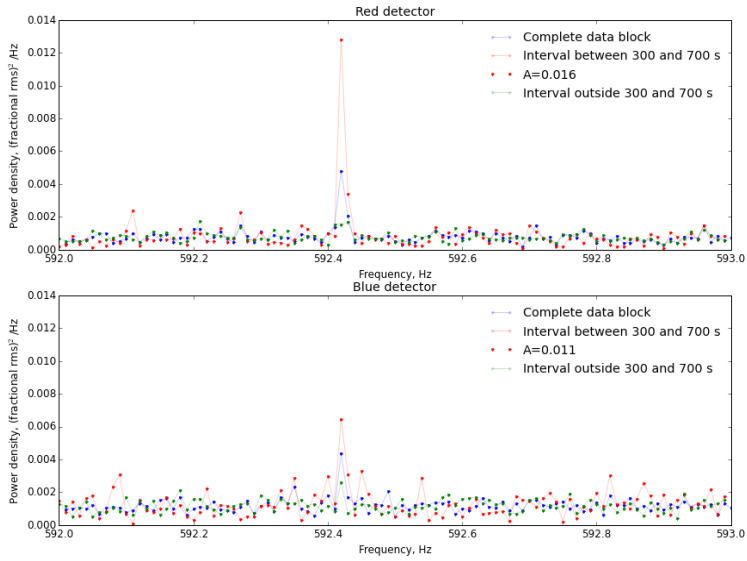 Red detector
0.014
0.012
0.010
0.008
0.006
0.004
0.002
0.000
Power density, (fractional rms)² /Hz
Complete data block
Interval between 300 and 700 s
A=0.016
Interval outside 300 and 700 s
592.0 592.2 592.4 592.6 592.8 593.0
Frequency, Hz
Blue detector
0.014
0.012
0.010
0.008
0.006
0.004
0.002
0.000
Power density, (fractional rms)² /Hz
Complete data block
Interval between 300 and 700 s
A=0.011
Interval outside 300 and 700 s
592.0 592.2 592.4 592.6 592.8 593.0
Frequency, Hz